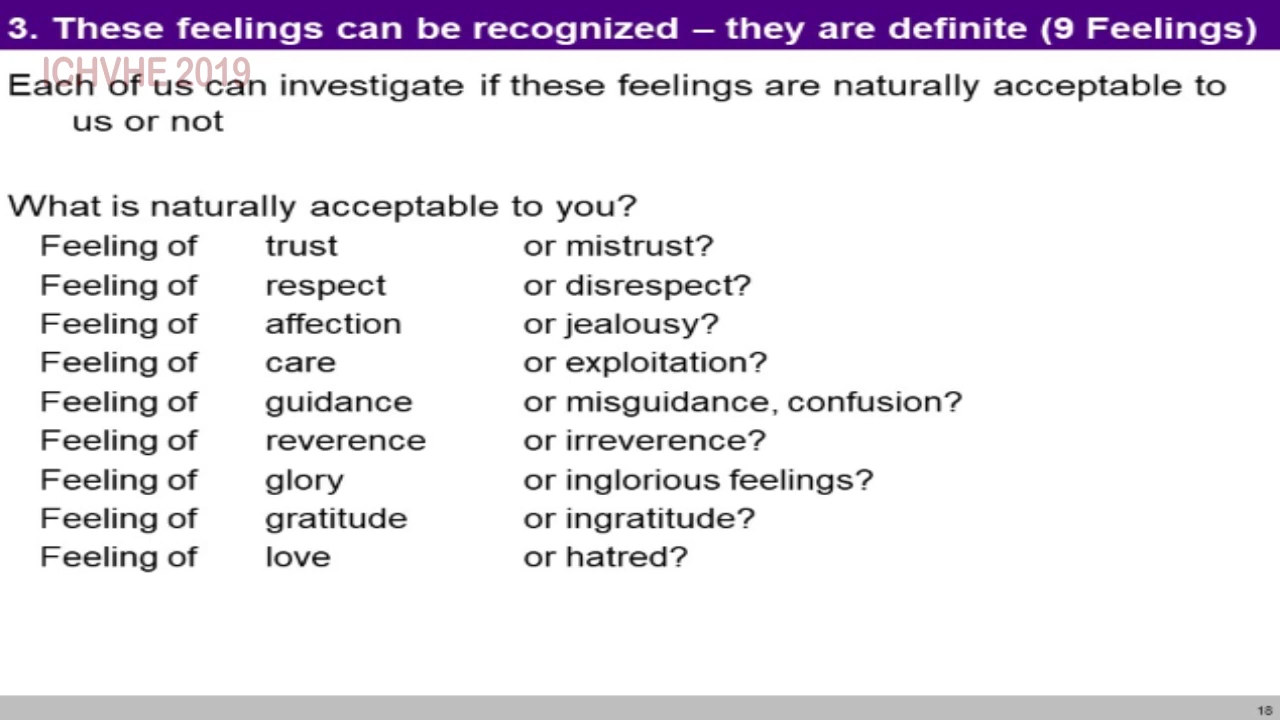 3. These feelings can be recognized – they are definite (9 Feelings)
ICHVHE 2019
Each of us can investigate if these feelings are naturally acceptable to
us or not
What is naturally acceptable to you?
Feeling of trust or mistrust?
Feeling of respect or disrespect?
Feeling of affection or jealousy?
Feeling of care or exploitation?
Feeling of guidance or misguidance, confusion?
Feeling of reverence or irreverence?
Feeling of glory or inglorious feelings?
Feeling of gratitude or ingratitude?
Feeling of love or hatred?
18